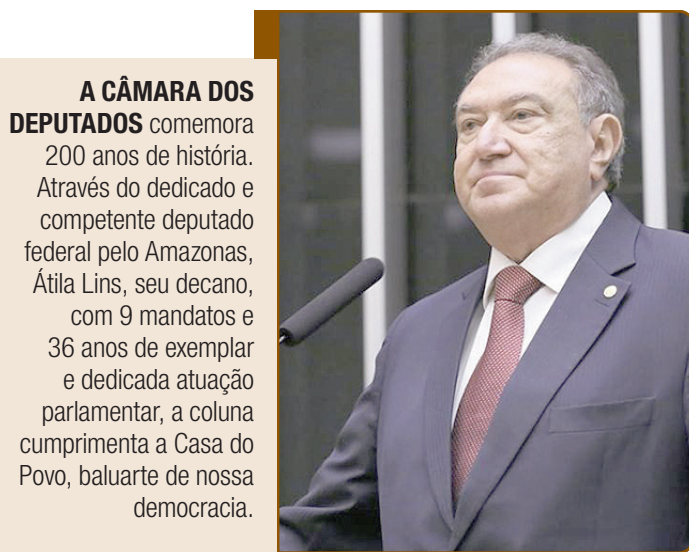 A CÂMARA DOS
DEPUTADOS comemora
200 anos de história.
Através do dedicado e
competente deputado
federal pelo Amazonas,
Átila Lins, seu decano,
com 9 mandatos e
36 anos de exemplar
e dedicada atuação
parlamentar, a coluna
cumprimenta a Casa do
Povo, baluarte de nossa
democracia.